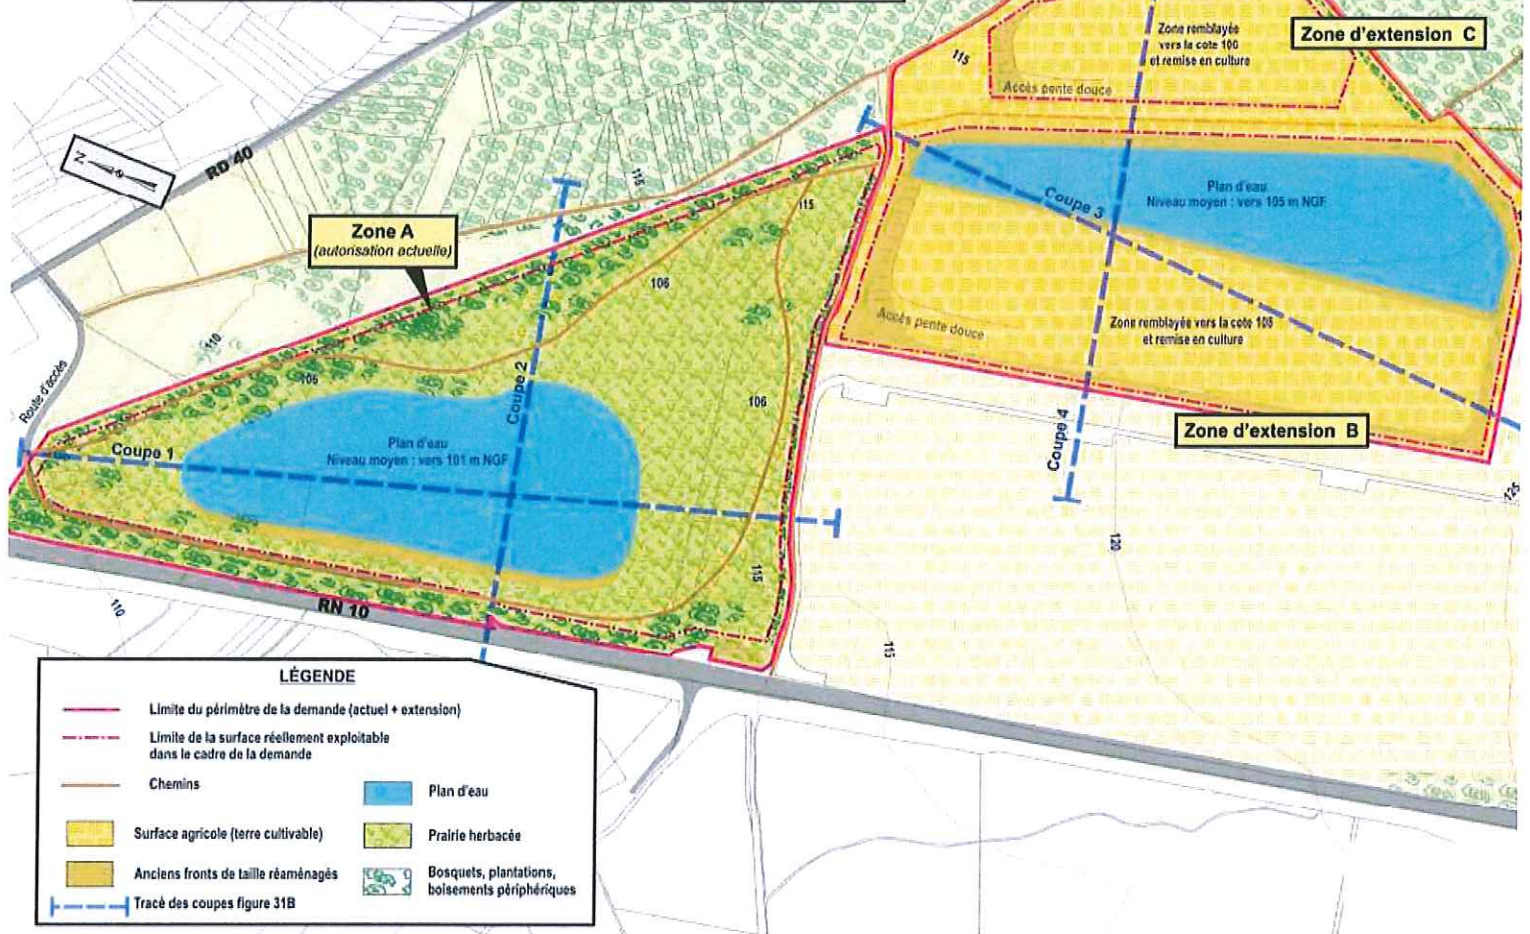 Zone remblayée
vers la cote 106
et remise en culture
Zone d'extension C
115
Accès pente douce
N
RD 40
115
115
Zone A
(autorisation actuelle)
Plan d'eau
Niveau moyen : vers 105 m NGF
Coupe 3
106
110
Accès pente douce
Zone remblayée vers la cote 106
et remise en culture
Route d'accès
106
Coupe 2
106
Coupe 4
Zone d'extension B
Plan d'eau
Niveau moyen : vers 101 m NGF
Coupe 1
125
120
115
110
RN 10
115
LÉGENDE
Limite du périmètre de la demande (actuel + extension)
Limite de la surface réellement exploitable
dans le cadre de la demande
Chemins
Plan d'eau
Surface agricole (terre cultivable)
Prairie herbacée
Anciens fronts de taille réaménagés
Bosquets, plantations,
boisements périphériques
Tracé des coupes figure 31B